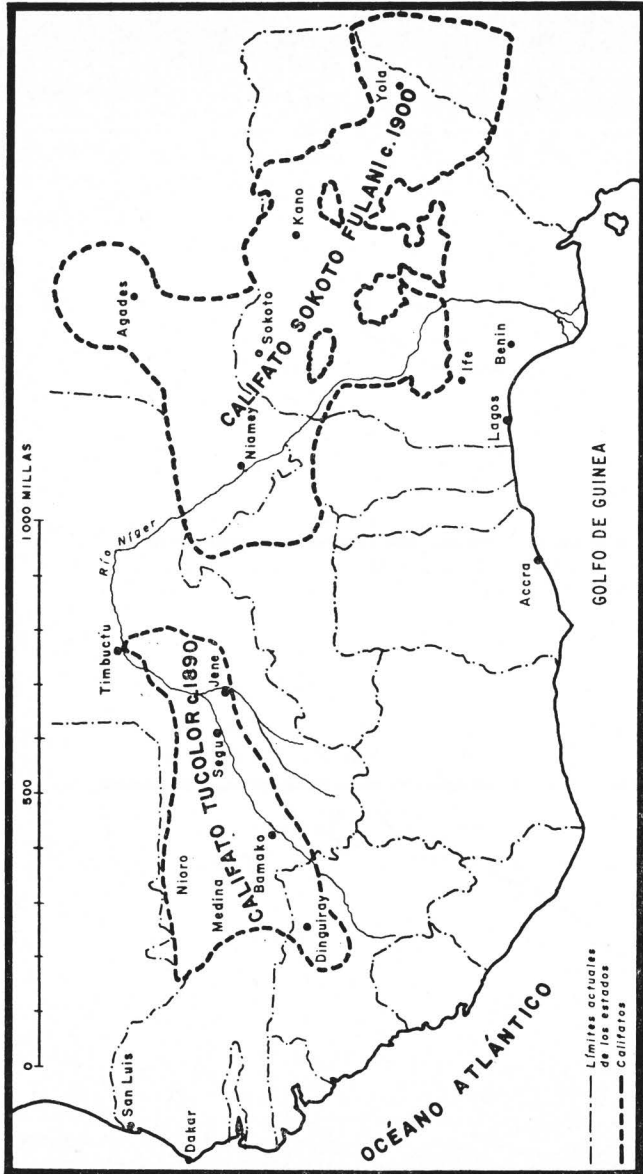 0
500
1000 MILLAS
San Luis
Dakar
Nioro
Medina
CALIFATO TUCOLOR c.1890
Bamako
Dinguiray
Segue
Jene
Timbuctu
Río Níger
Niamey
Agades
Sokoto
Kano
CALIFATO SOKOTO FULANI c.1900
Yola
Ife
Benin
Lagos
Accra
GOLFO DE GUINEA
OCÉANO ATLÁNTICO
Límites actuales
de los estados
Califatos